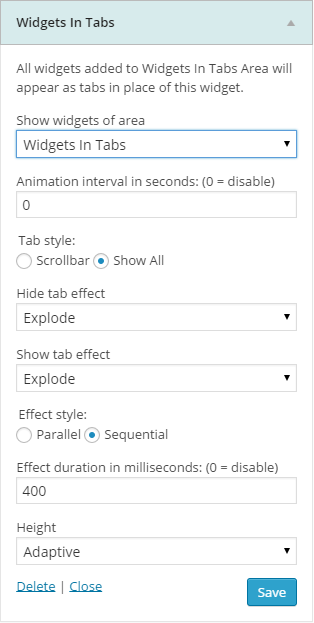 Widgets In Tabs
All widgets added to Widgets In Tabs Area will
appear as tabs in place of this widget.
Show widgets of area
Widgets In Tabs
Animation interval in seconds: (0 = disable)
0
Tab style:
Scrollbar Show All
Hide tab effect
Explode
Show tab effect
Explode
Effect style:
Parallel Sequential
Effect duration in milliseconds: (0 = disable)
400
Height
Adaptive
Delete | Close Save